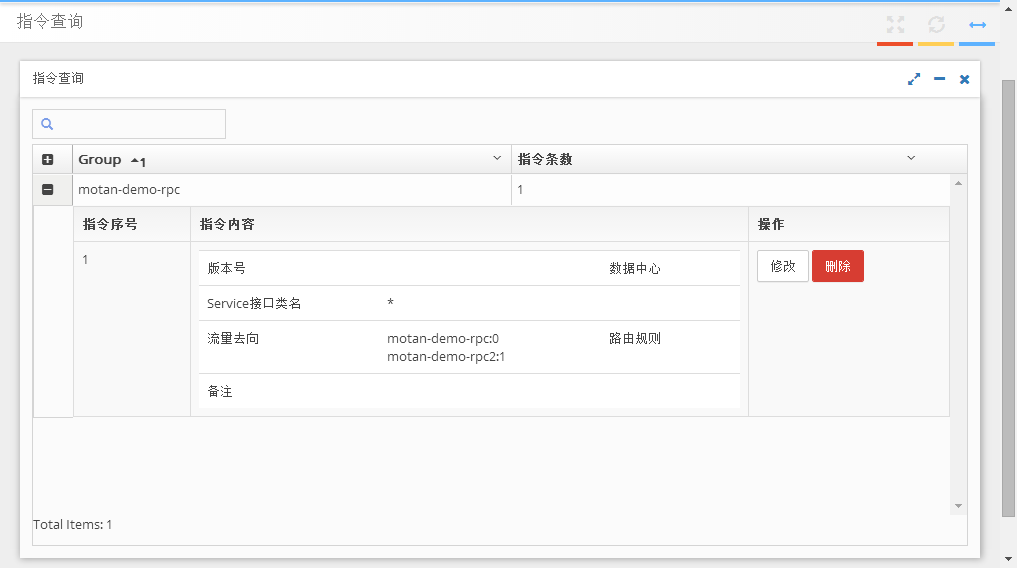 指令查询
指令查询
Group 1 指令条数
motan-demo-rpc 1
指令序号 指令内容 操作
1 版本号 数据中心 修改 删除
Service接口类名 *
流量去向 motan-demo-rpc:0 路由规则
motan-demo-rpc2:1
备注
Total Items: 1